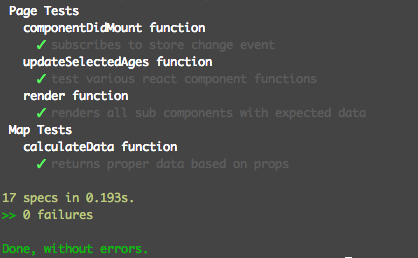 Page Tests
componentDidMount function
✓ subscribes to store change event
updateSelectedAges function
✓ test various react component functions
render function
✓ renders all sub components with expected data
Map Tests
calculateData function
✓ returns proper data based on props
17 specs in 0.193s.
>> 0 failures
Done, without errors.